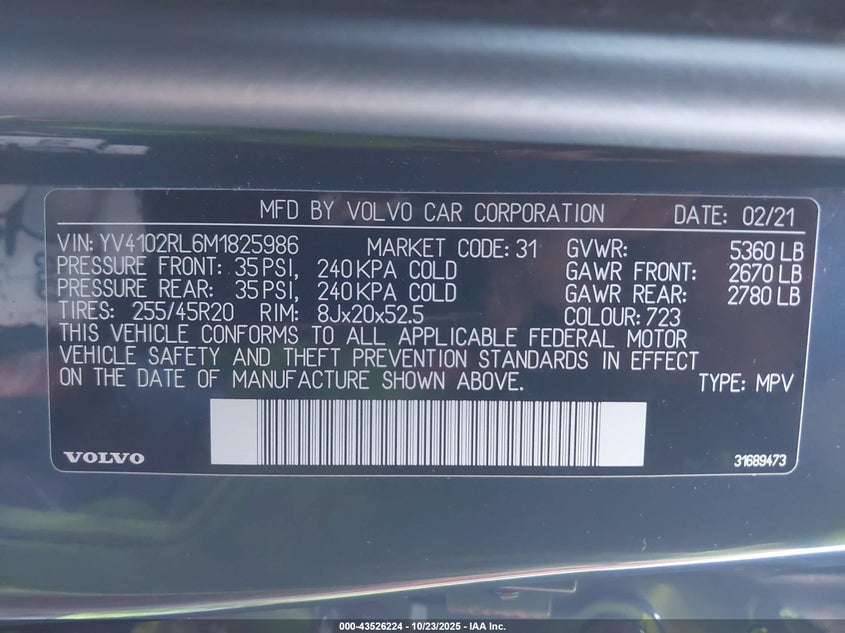 MFD BY VOLVO CAR CORPORATION DATE: 02/21
VIN: YV4102RL6M1825986 MARKET CODE: 31 GVWR: 5360 LB
PRESSURE FRONT: 35 PSI, 240 KPA COLD GAWR FRONT: 2670 LB
PRESSURE REAR: 35 PSI, 240 KPA COLD GAWR REAR: 2780 LB
TIRES: 255/45R20 RIM: 8Jx20x52.5 COLOUR: 723
THIS VEHICLE CONFORMS TO ALL APPLICABLE FEDERAL MOTOR
VEHICLE SAFETY AND THEFT PREVENTION STANDARDS IN EFFECT
ON THE DATE OF MANUFACTURE SHOWN ABOVE. TYPE: MPV
VOLVO 31689473
000-43526224 - 10/23/2025 - IAA Inc.